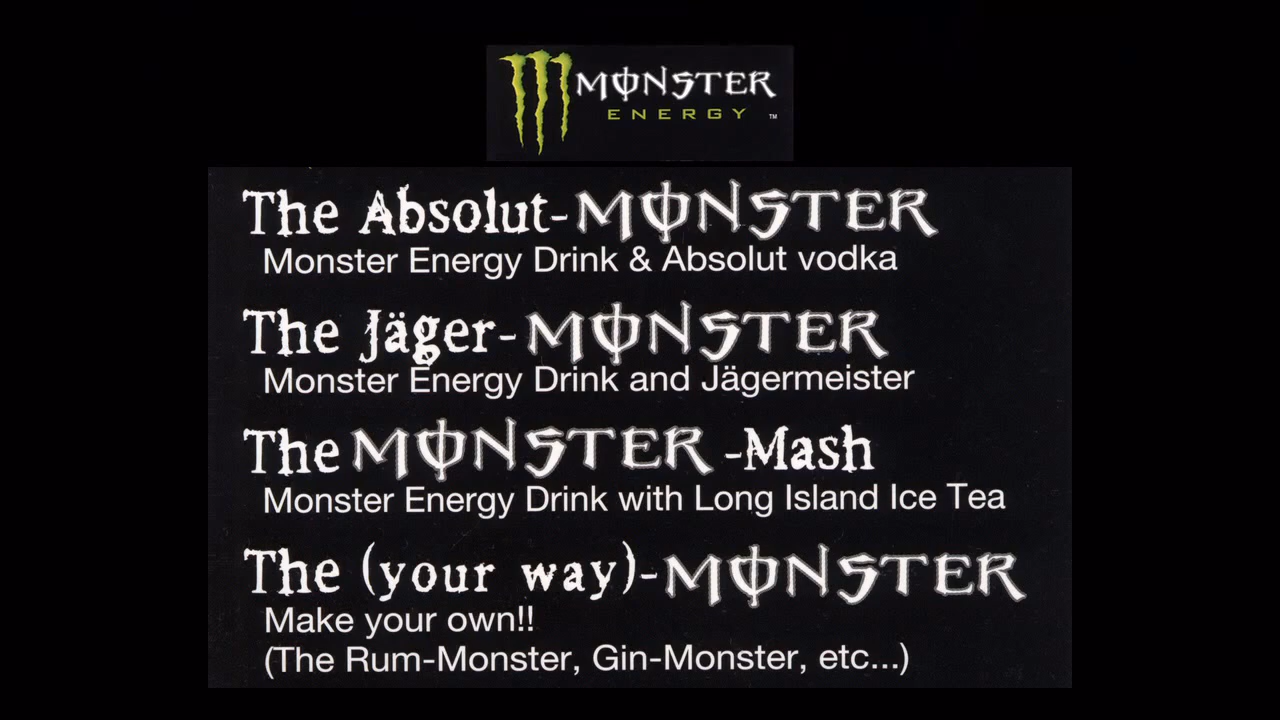 MONSTER
ENERGY ™
The Absolut-MONSTER
Monster Energy Drink & Absolut vodka
The Jäger-MONSTER
Monster Energy Drink and Jägermeister
The MONSTER -Mash
Monster Energy Drink with Long Island Ice Tea
The (your way)-MONSTER
Make your own!!
(The Rum-Monster, Gin-Monster, etc...)